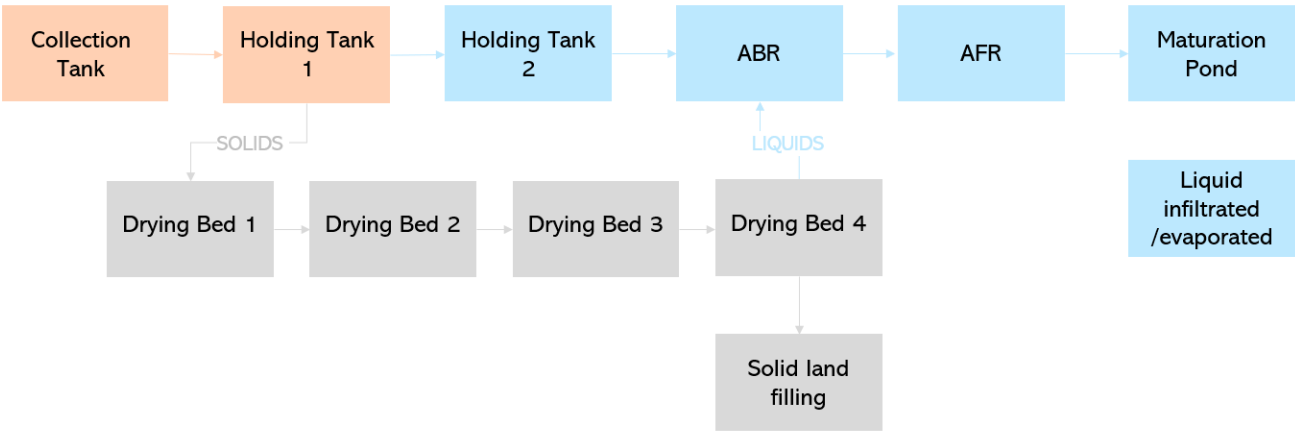 Collection
Tank
Holding Tank
1
Holding Tank
2
ABR
AFR
Maturation
Pond
SOLIDS
LIQUIDS
Drying Bed 1
Drying Bed 2
Drying Bed 3
Drying Bed 4
Liquid
infiltrated
/evaporated
Solid land
filling